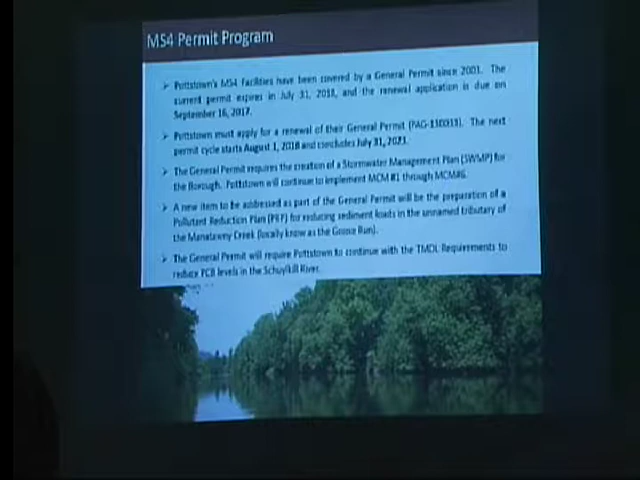 MS4 Permit Program
➢ Pottstown's MS4 Facilities have been covered by a General Permit since 2001. The
current permit expires in July 31, 2018, and the renewal application is due on
September 16, 2017.
➢ Pottstown must apply for a renewal of their General Permit The next
permit cycle starts August 1, 2018 and concludes July 31, 2023.
➢ The General Permit requires the creation of a Stormwater Management Plan (SWMP) for
the Borough. Pottstown will continue to implement MCM #1 through MCM#6.
➢ A new item to be addressed as part of the General Permit will be the preparation of a
Pollutant Reduction Plan (PRP) for reducing sediment loads in the unnamed tributary of
the Manatawny Creek (locally know as the Goose Run).
➢ The General Permit will require Pottstown to continue with the TMDL Requirements to
reduce PCB levels in the Schuylkill River.